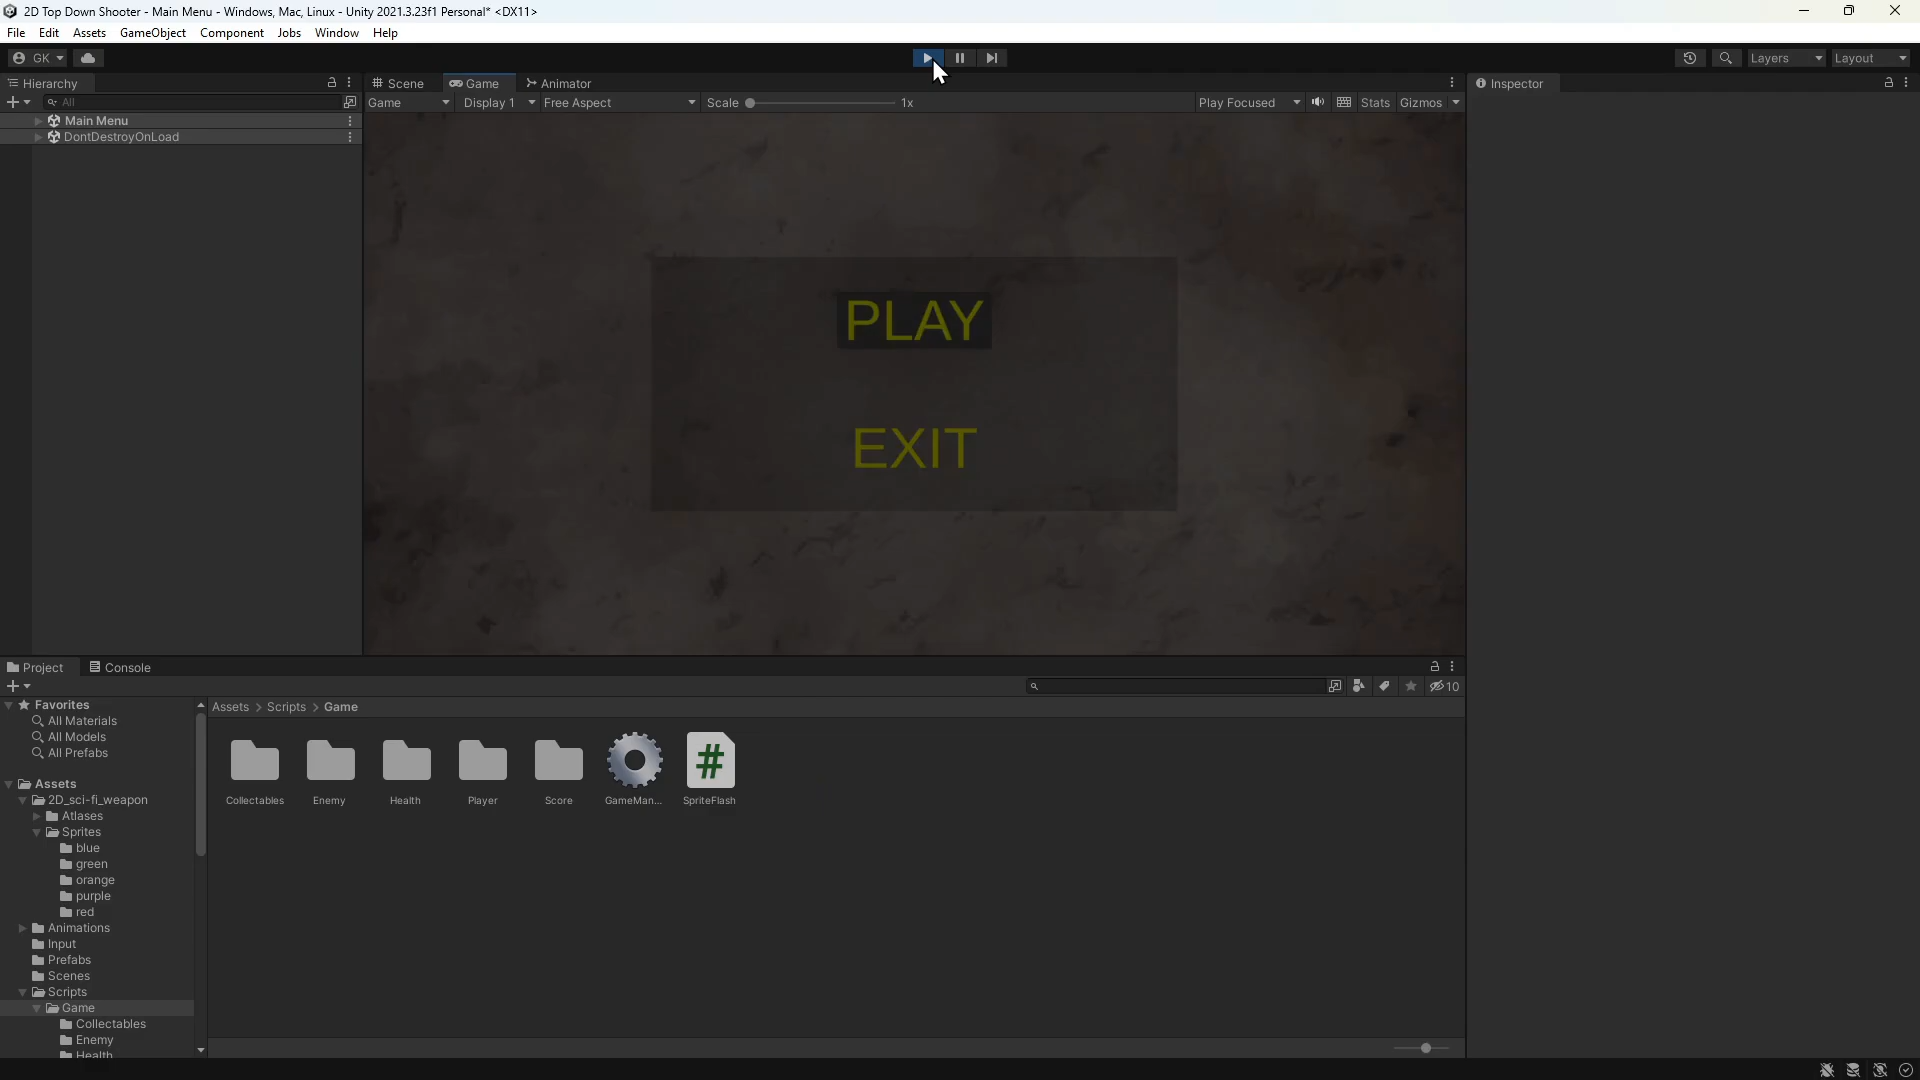 2D Top Down Shooter - Main Menu - Windows, Mac, Linux - Unity 2021.3.23f1 Personal* <DX11>
File Edit Assets GameObject Component Jobs Window Help
GK Layers Layout
Hierarchy Scene Game Animator Inspector
All Game Display 1 Free Aspect Scale 1x Play Focused Stats Gizmos
Main Menu
DontDestroyOnLoad
PLAY
EXIT
Project Console
10
Favorites Assets > Scripts > Game
All Materials
All Models
All Prefabs
Assets
2D_sci-fi_weapon
Collectables Enemy Health Player Score GameMan... SpriteFlash
Atlases
Sprites
blue
green
orange
purple
red
Animations
Input
Prefabs
Scenes
Scripts
Game
Collectables
Enemy
Health